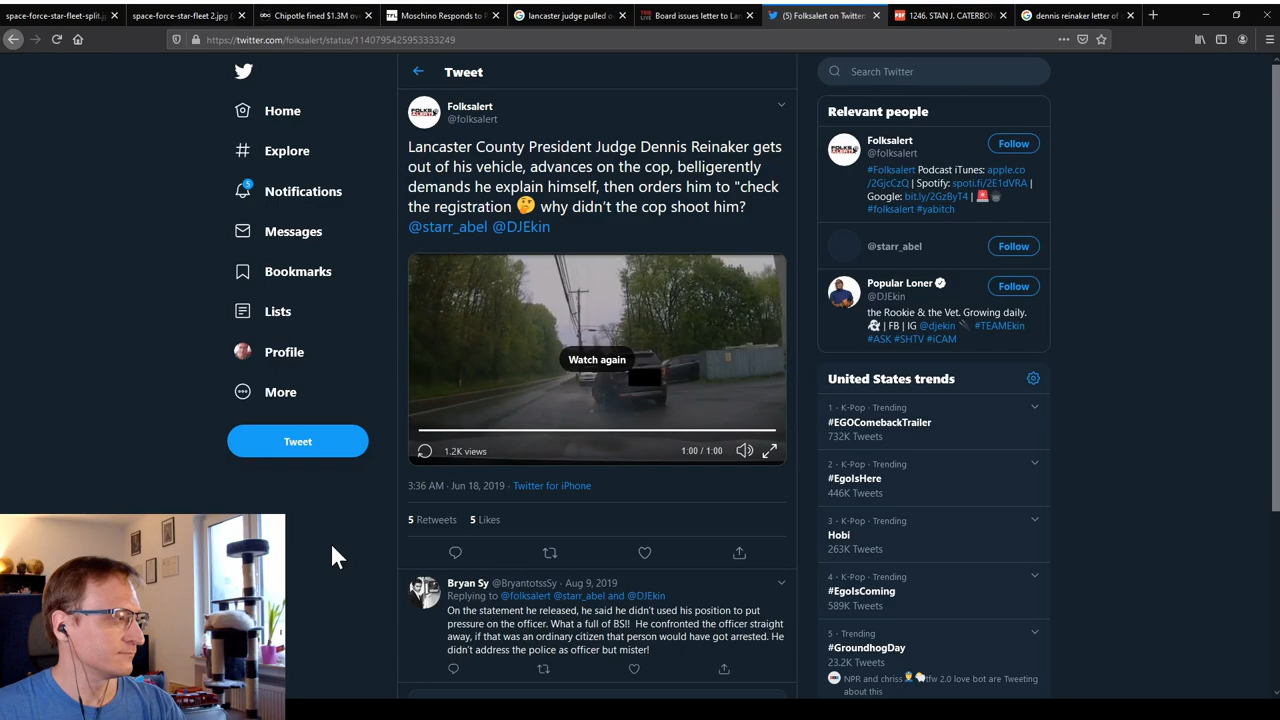 space-force-star-fleet-split.j
space-force-star-fleet 2.jpg (
Chipotle fined $1.3M ove
Moschino Responds to P
lancaster judge pulled o
Board issues letter to Lan
(5) Folksalert on Twitter:
1246. STAN J. CATERBON
dennis reinaker letter of
https://twitter.com/folksalert/status/1140795425953333249
Home
Explore
5
Notifications
Messages
Bookmarks
Lists
Profile
More
Tweet
Tweet
Folksalert
@folksalert
Lancaster County President Judge Dennis Reinaker gets
out of his vehicle, advances on the cop, belligerently
demands he explain himself, then orders him to "check
the registration 🤔 why didn't the cop shoot him?
@starr_abel @DJEkin
Watch again
1.2K views
1:00 / 1:00
3:36 AM · Jun 18, 2019 · Twitter for iPhone
5 Retweets 5 Likes
Bryan Sy @BryantotssSy · Aug 9, 2019
Replying to @folksalert @starr_abel and @DJEkin
On the statement he released, he said he didn't used his position to put
pressure on the officer. What a full of BS!! He confronted the officer straight
away, if that was an ordinary citizen that person would have got arrested. He
didn't address the police as officer but mister!
Search Twitter
Relevant people
Folksalert
@folksalert
Follow
#Folksalert Podcast iTunes: apple.co
/2GjcCzQ | Spotify: spoti.fi/2E1dVRA |
Google: bit.ly/2GzByT4 |
#folksalert #yabitch
@starr_abel
Follow
Popular Loner
@DJEkin
Follow
the Rookie & the Vet. Growing daily.
| FB | IG @djekin #TEAMEkin
#ASK #SHTV #iCAM
United States trends
1 · K-Pop · Trending
#EGOComebackTrailer
732K Tweets
2 · K-Pop · Trending
#EgoIsHere
446K Tweets
3 · K-Pop · Trending
Hobi
263K Tweets
4 · K-Pop · Trending
#EgoIsComing
589K Tweets
5 · Trending
#GroundhogDay
23.2K Tweets
NPR and chriss tfw 2.0 love bot are Tweeting
about this